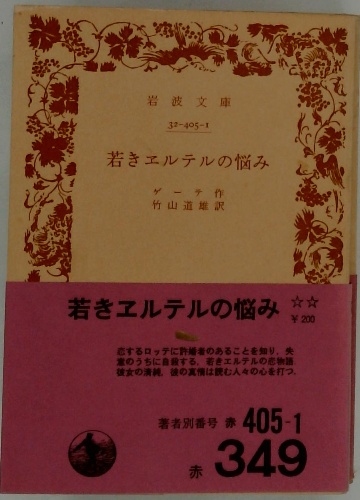 岩波文庫
32-405-1
若きヱルテルの悩み
ゲーテ作
竹山道雄訳
若きヱルテルの悩み ☆☆
￥200
恋するロッテに許婚者のあることを知り、失
意のうちに自殺する、若きエルテルの恋物語。
彼女の清純、彼の真情は読む人々の心を打つ。
著者別番号 赤 405-1
赤 349